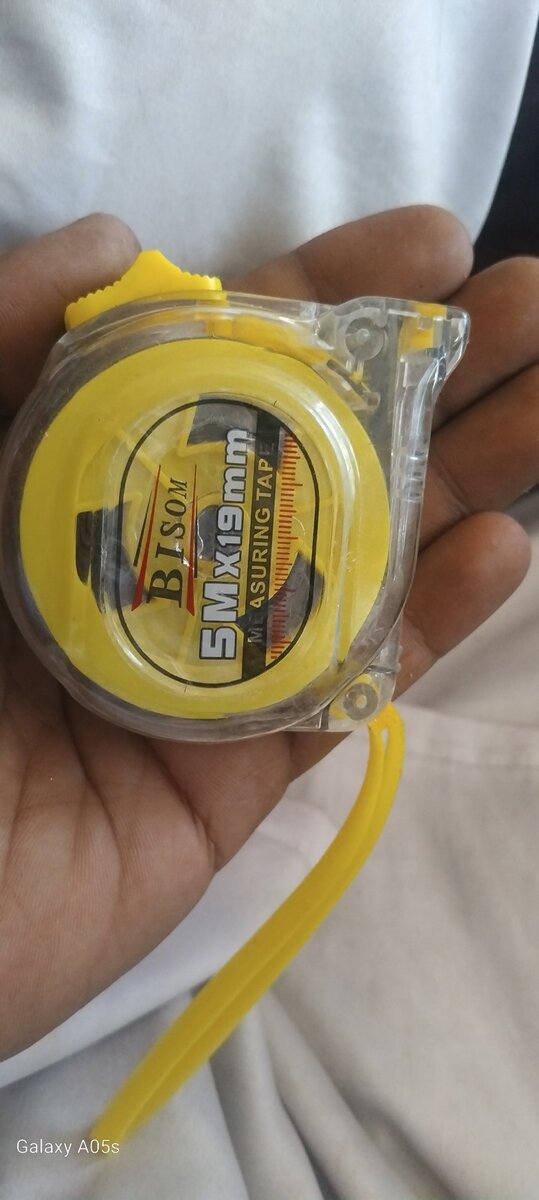 BISOM
5MX19mm
MEASURING TAPE
Galaxy A05s